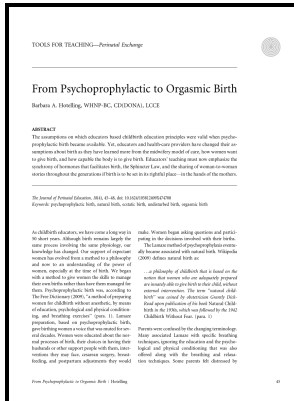 TOOLS FOR TEACHING—Perinatal Exchange
From Psychoprophylactic to Orgasmic Birth
Barbara A. Hotelling, WHNP-BC, CD(DONA), LCCE
ABSTRACT
The assumptions on which educators based childbirth education principles were valid when psycho-
prophylactic birth became available. Yet, educators and health-care providers have changed their as-
sumptions about birth as they have learned more from the midwifery model of care, how women want
to give birth, and how capable the body is to give birth. Educators' teaching must now emphasize the
symphony of hormones that facilitates birth, the Sphincter Law, and the sharing of woman-to-woman
stories throughout the generations if birth is to be set in its rightful place—in the hands of the mothers.
The Journal of Perinatal Education, 18(4), 45–48, doi: 10.1624/105812409X474708
Keywords: psychoprophylactic birth, natural birth, ecstatic birth, undisturbed birth, orgasmic birth
As childbirth educators, we have come a long way in
50 short years. Although birth remains largely the
same process involving the same physiology, our
knowledge has changed. Our support of expectant
women has evolved from a method to a philosophy
and now to an understanding of the power of
women, especially at the time of birth. We began
with a method to give women the skills to manage
their own births rather than have them managed for
them. Psychoprophylactic birth was, according to
The Free Dictionary (2009), "a method of preparing
women for childbirth without anesthetic, by means
of education, psychological and physical condition-
ing, and breathing exercises" (para. 1). Lamaze
preparation, based on psychoprophylactic birth,
gave birthing women a voice that was muted for sev-
eral decades. Women were educated about the nor-
mal processes of birth, their choices in having their
husbands or other support people with them, inter-
ventions they may face, cesarean surgery, breast-
feeding, and postpartum adjustments they would
make. Women began asking questions and partici-
pating in the decisions involved with their births.
The Lamaze method of psychoprophylaxis eventu-
ally became associated with natural birth. Wikipedia
(2009) defines natural birth as:
. . . a philosophy of childbirth that is based on the
notion that women who are adequately prepared
are innately able to give birth to their child, without
external intervention. The term "natural child-
birth" was coined by obstetrician Grantly Dick-
Read upon publication of his book Natural Child-
birth in the 1930s, which was followed by the 1942
Childbirth Without Fear. (para. 1)
Parents were confused by the changing terminology.
Many associated Lamaze with specific breathing
techniques, ignoring the education and the psycho-
logical and physical conditioning that was also
offered along with the breathing and relaxa-
tion techniques. Some parents felt distressed by
From Psychoprophylactic to Orgasmic Birth | Hotelling
45